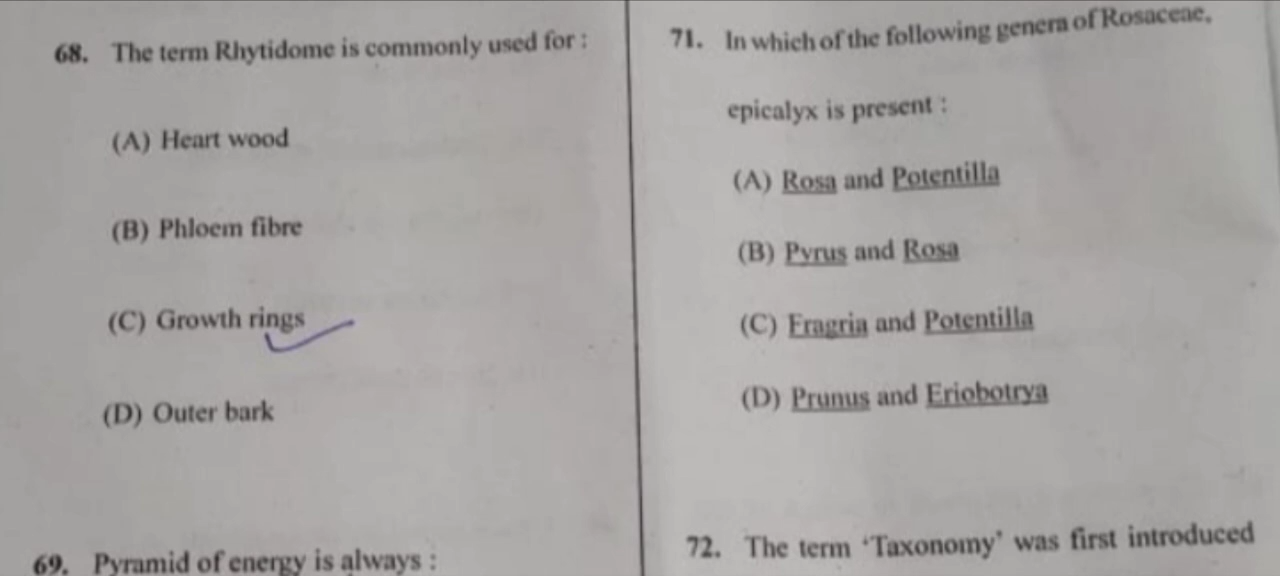 68. The term Rhytidome is commonly used for :
(A) Heart wood
(B) Phloem fibre
(C) Growth rings
(D) Outer bark
69. Pyramid of energy is always :
71. In which of the following genera of Rosaceae,
epicalyx is present :
(A) Rosa and Potentilla
(B) Pyrus and Rosa
(C) Fragria and Potentilla
(D) Prunus and Eriobotrya
72. The term ‘Taxonomy’ was first introduced